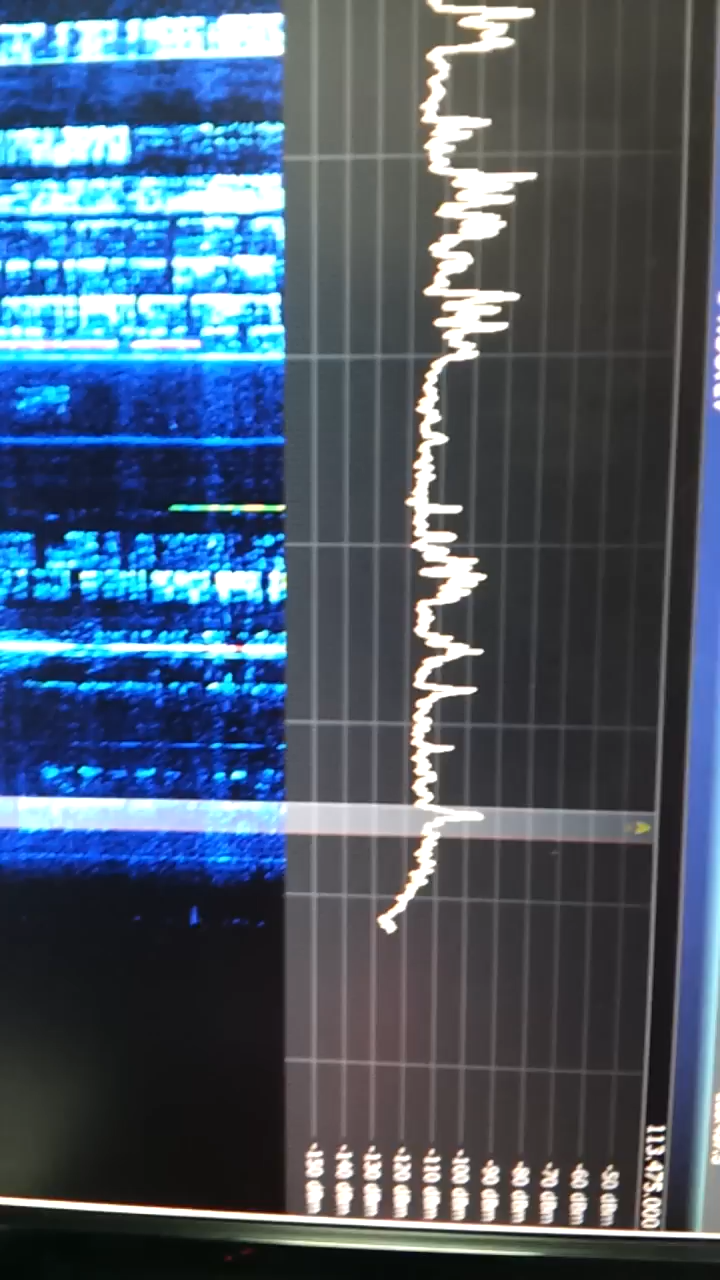 113.475.000
-50 dBm
-60 dBm
-70 dBm
-80 dBm
-90 dBm
-100 dBm
-110 dBm
-120 dBm
-130 dBm
-140 dBm
-150 dBm
A